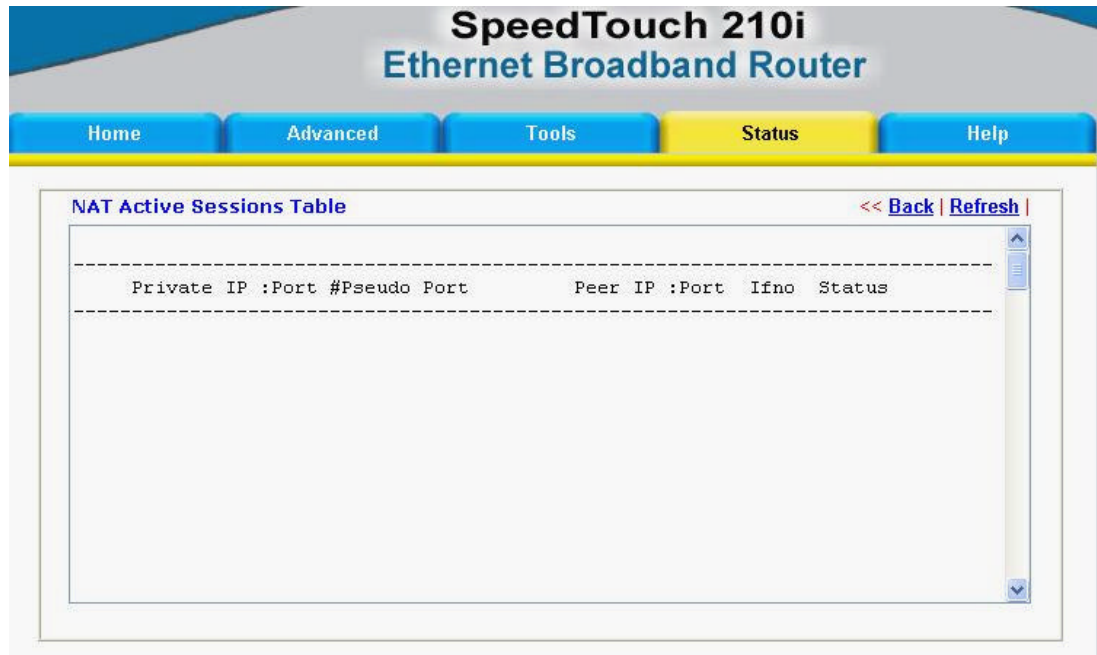 SpeedTouch 210i
Ethernet Broadband Router
Home Advanced Tools Status Help
NAT Active Sessions Table << Back | Refresh |
--------------------------------------------------------------------------------
Private IP :Port #Pseudo Port Peer IP :Port Ifno Status
--------------------------------------------------------------------------------